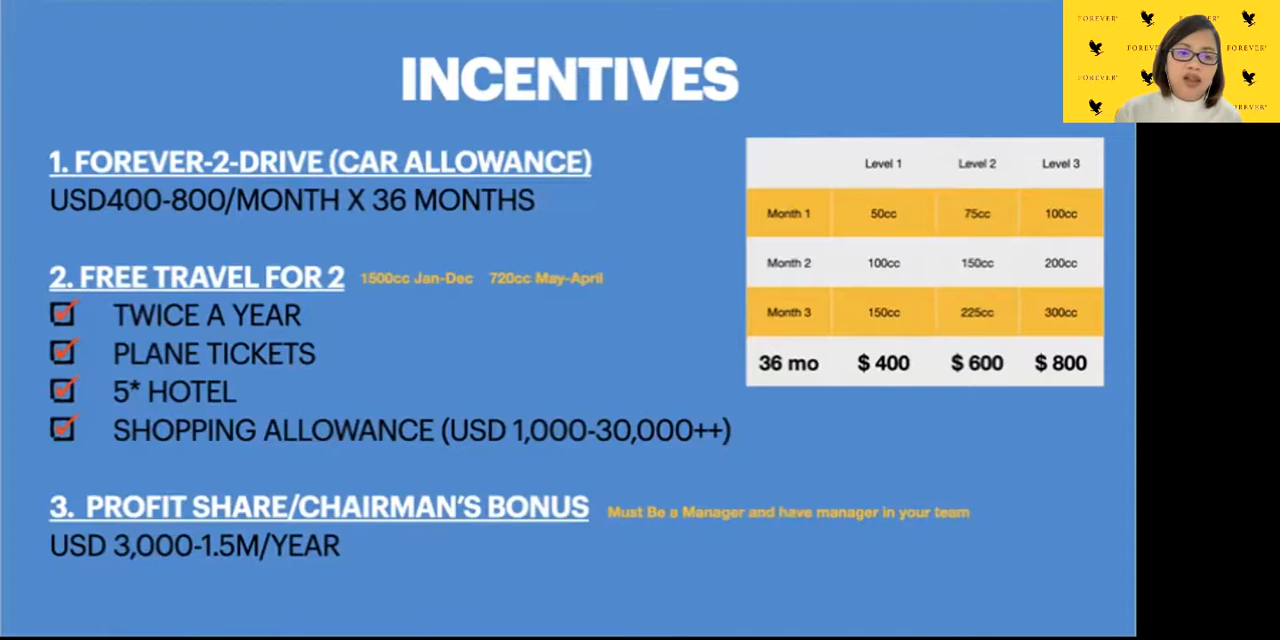 INCENTIVES
1. FOREVER-2-DRIVE (CAR ALLOWANCE)
USD400-800/MONTH X 36 MONTHS
2. FREE TRAVEL FOR 2 1500cc Jan-Dec 720cc May-April
TWICE A YEAR
PLANE TICKETS
5* HOTEL
SHOPPING ALLOWANCE (USD 1,000-30,000++)
3. PROFIT SHARE/CHAIRMAN'S BONUS Must Be a Manager and have manager in your team
USD 3,000-1.5M/YEAR
Level 1 Level 2 Level 3
Month 1 50cc 75cc 100cc
Month 2 100cc 150cc 200cc
Month 3 150cc 225cc 300cc
36 mo $ 400 $ 600 $ 800
FOREVER
FOREVER
FOREVER